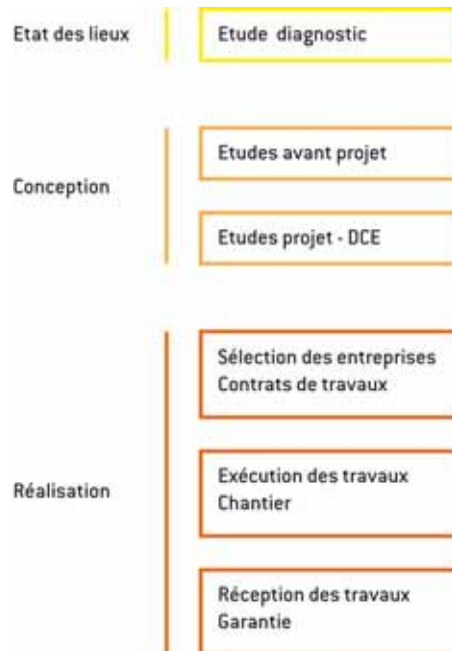 Etat des lieux
Etude diagnostic
Conception
Etudes avant projet
Etudes projet - DCE
Réalisation
Sélection des entreprises
Contrats de travaux
Exécution des travaux
Chantier
Réception des travaux
Garantie